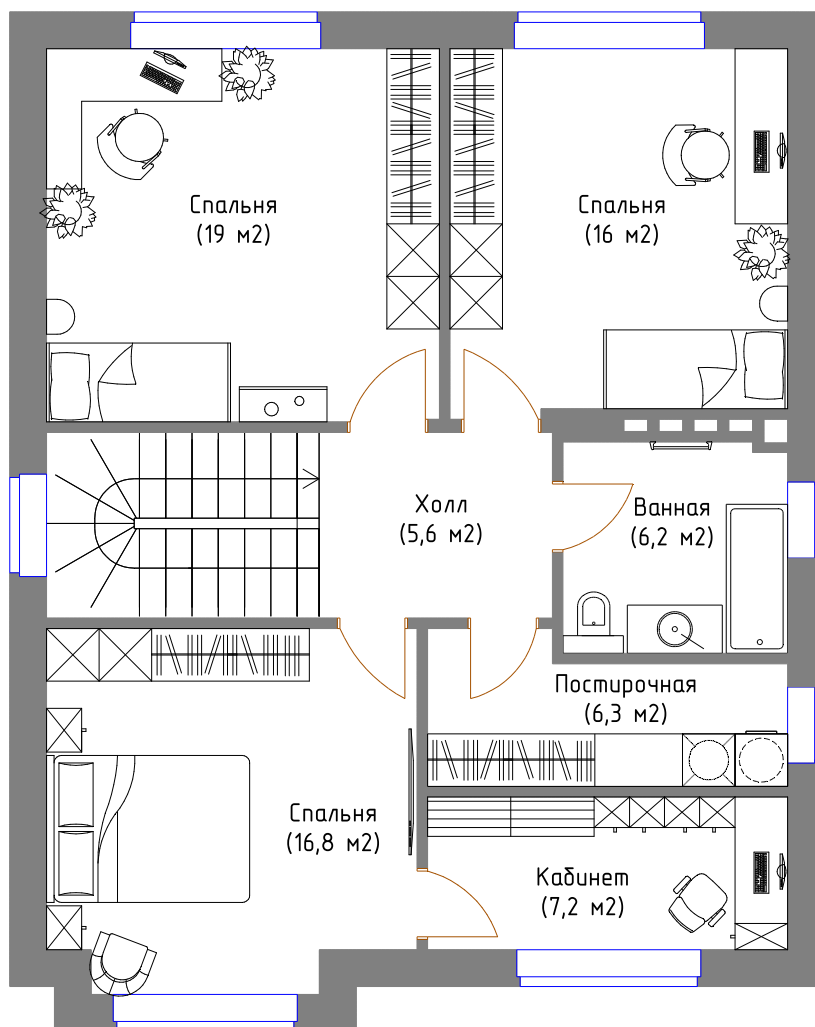 Спальня
(19 м2)
Спальня
(16 м2)
Холл
(5,6 м2)
Ванная
(6,2 м2)
Постирочная
(6,3 м2)
Спальня
(16,8 м2)
Кабинет
(7,2 м2)